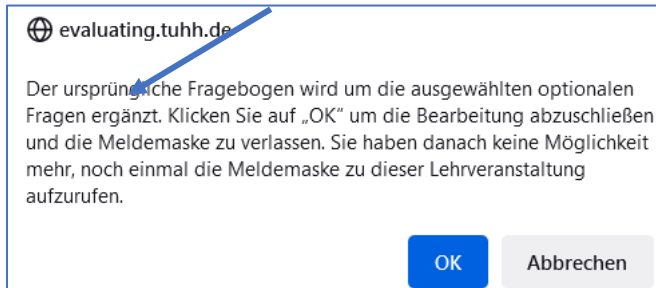 evaluating.tuhh.de
Der ursprüngliche Fragebogen wird um die ausgewählten optionalen
Fragen ergänzt. Klicken Sie auf „OK“ um die Bearbeitung abzuschließen
und die Meldemaske zu verlassen. Sie haben danach keine Möglichkeit
mehr, noch einmal die Meldemaske zu dieser Lehrveranstaltung
aufzurufen.
OK Abbrechen